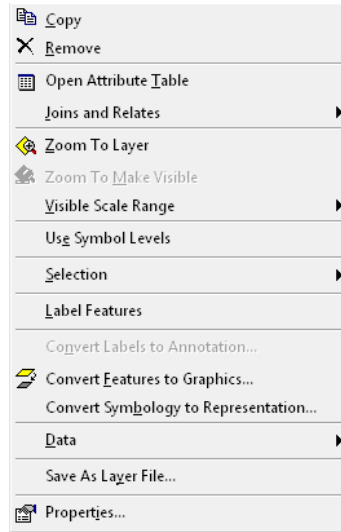 Copy
Remove
Open Attribute Table
Joins and Relates
Zoom To Layer
Zoom To Make Visible
Visible Scale Range
Use Symbol Levels
Selection
Label Features
Convert Labels to Annotation...
Convert Features to Graphics...
Convert Symbology to Representation...
Data
Save As Layer File...
Properties...